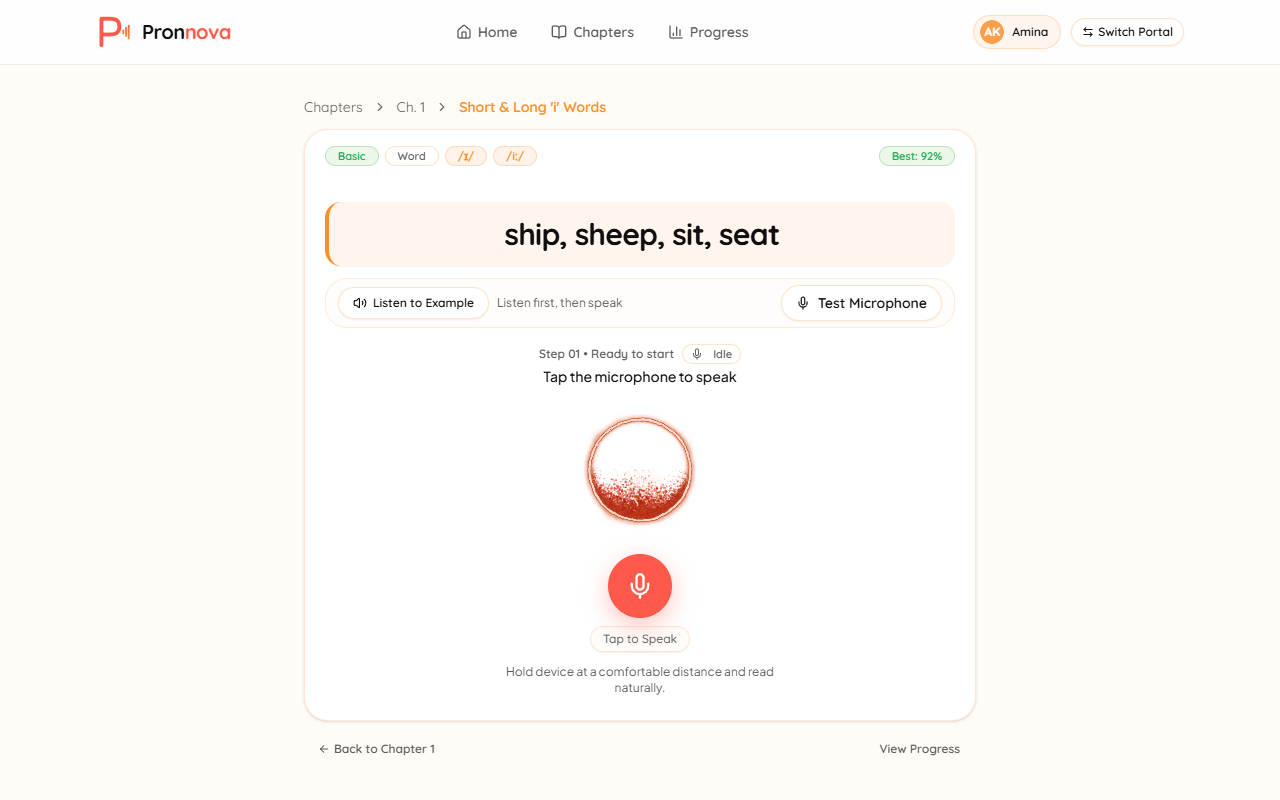 Pronnova
Home
Chapters
Progress
AK
Amina
Switch Portal
Chapters > Ch. 1 > Short & Long 'i' Words
Basic
Word
/ɪ/
/iː/
Best: 92%
ship, sheep, sit, seat
Listen to Example
Listen first, then speak
Test Microphone
Step 01 • Ready to start
Idle
Tap the microphone to speak
Tap to Speak
Hold device at a comfortable distance and read
naturally.
← Back to Chapter 1
View Progress